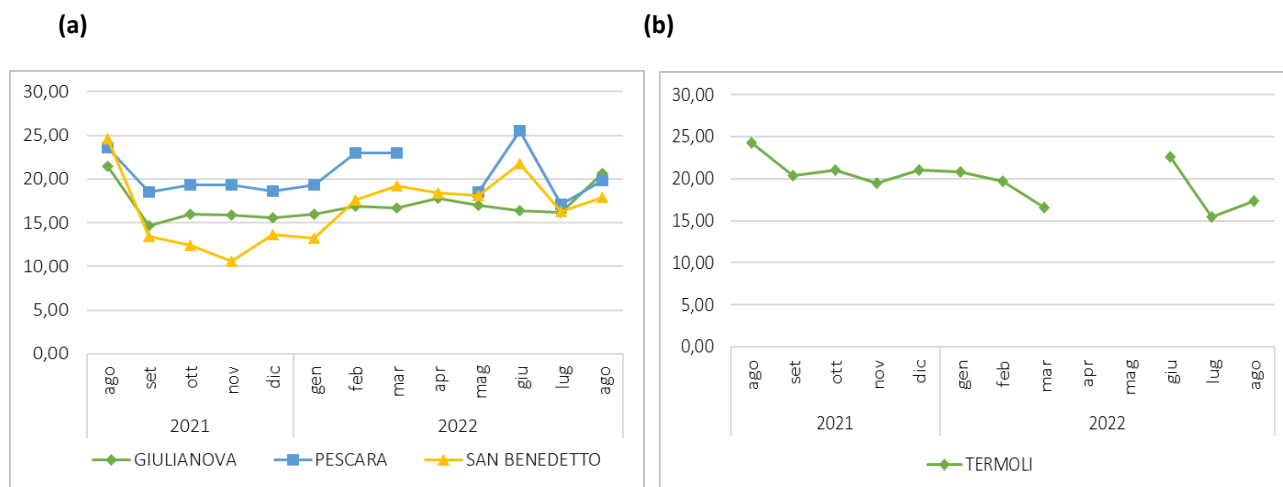 (a)
30,00
25,00
20,00
15,00
10,00
5,00
0,00
ago set ott nov dic gen feb mar apr mag giu lug ago
2021 2022
GIULIANOVA PESCARA SAN BENEDETTO
(b)
30,00
25,00
20,00
15,00
10,00
5,00
0,00
ago set ott nov dic gen feb mar apr mag giu lug ago
2021 2022
TERMOLI